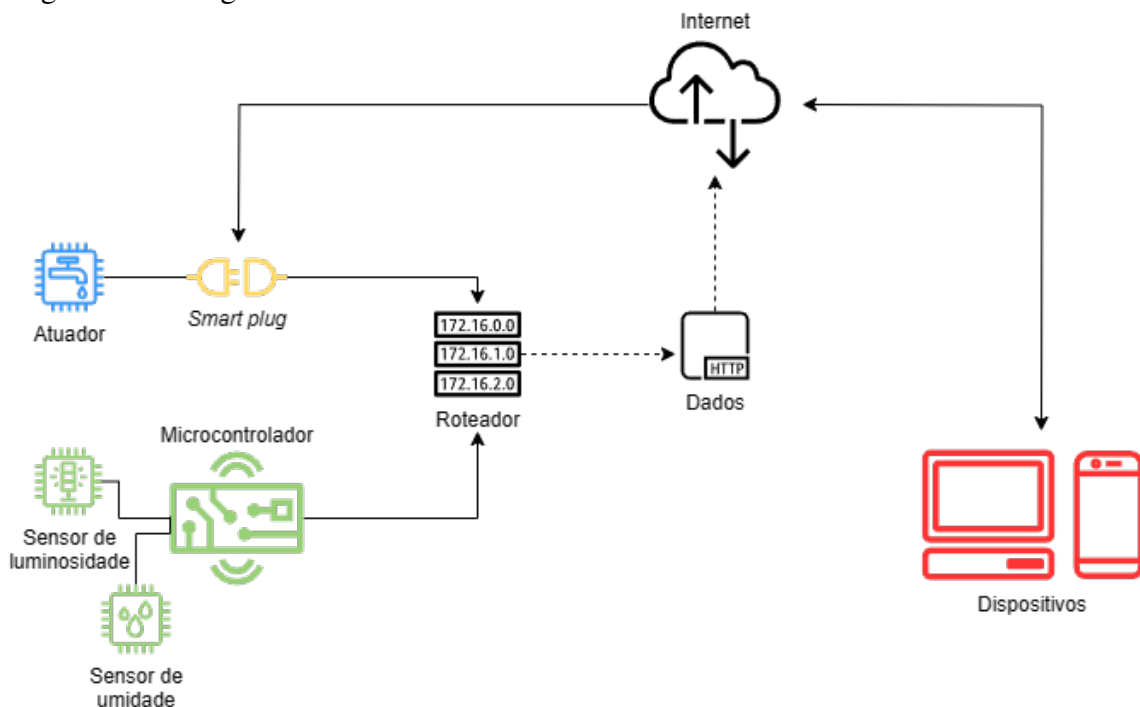 Internet
Atuador
Smart plug
172.16.0.0
172.16.1.0
172.16.2.0
Roteador
HTTP
Dados
Microcontrolador
Sensor de
luminosidade
Sensor de
umidade
Dispositivos